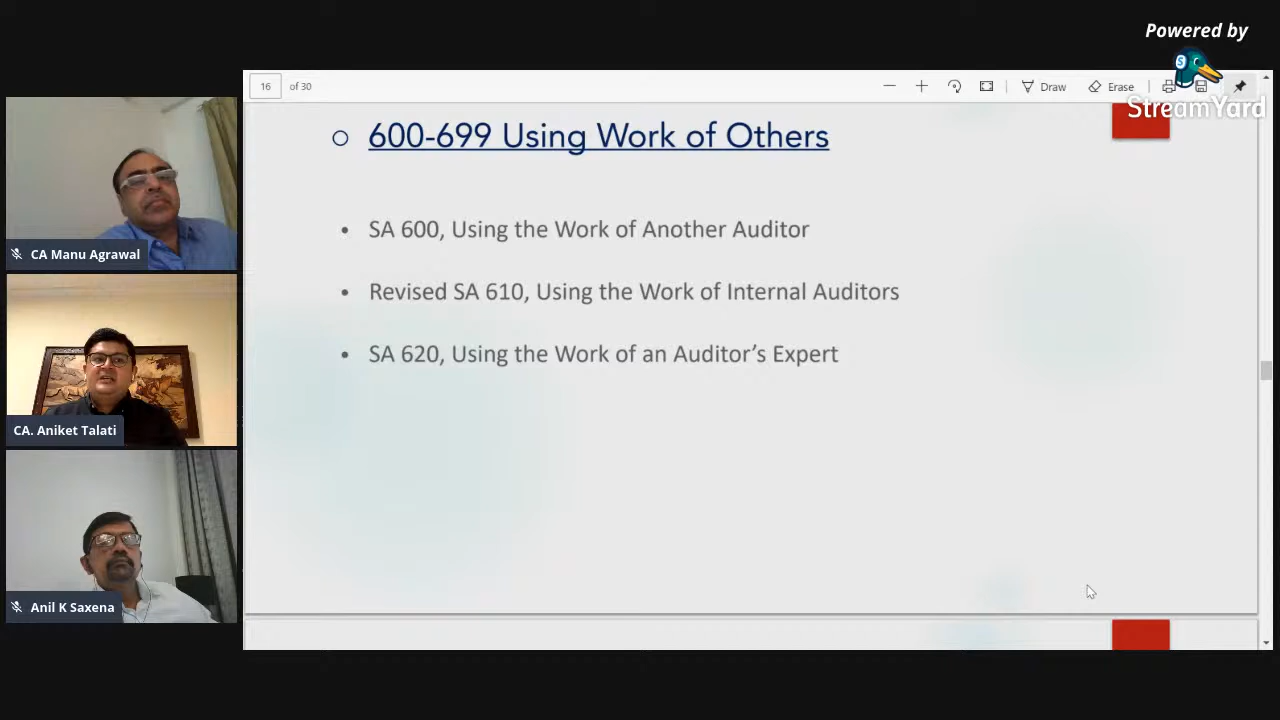 Powered by
StreamYard
16 of 30
Draw
Erase
600-699 Using Work of Others
SA 600, Using the Work of Another Auditor
Revised SA 610, Using the Work of Internal Auditors
SA 620, Using the Work of an Auditor's Expert
CA Manu Agrawal
CA. Aniket Talati
Anil K Saxena